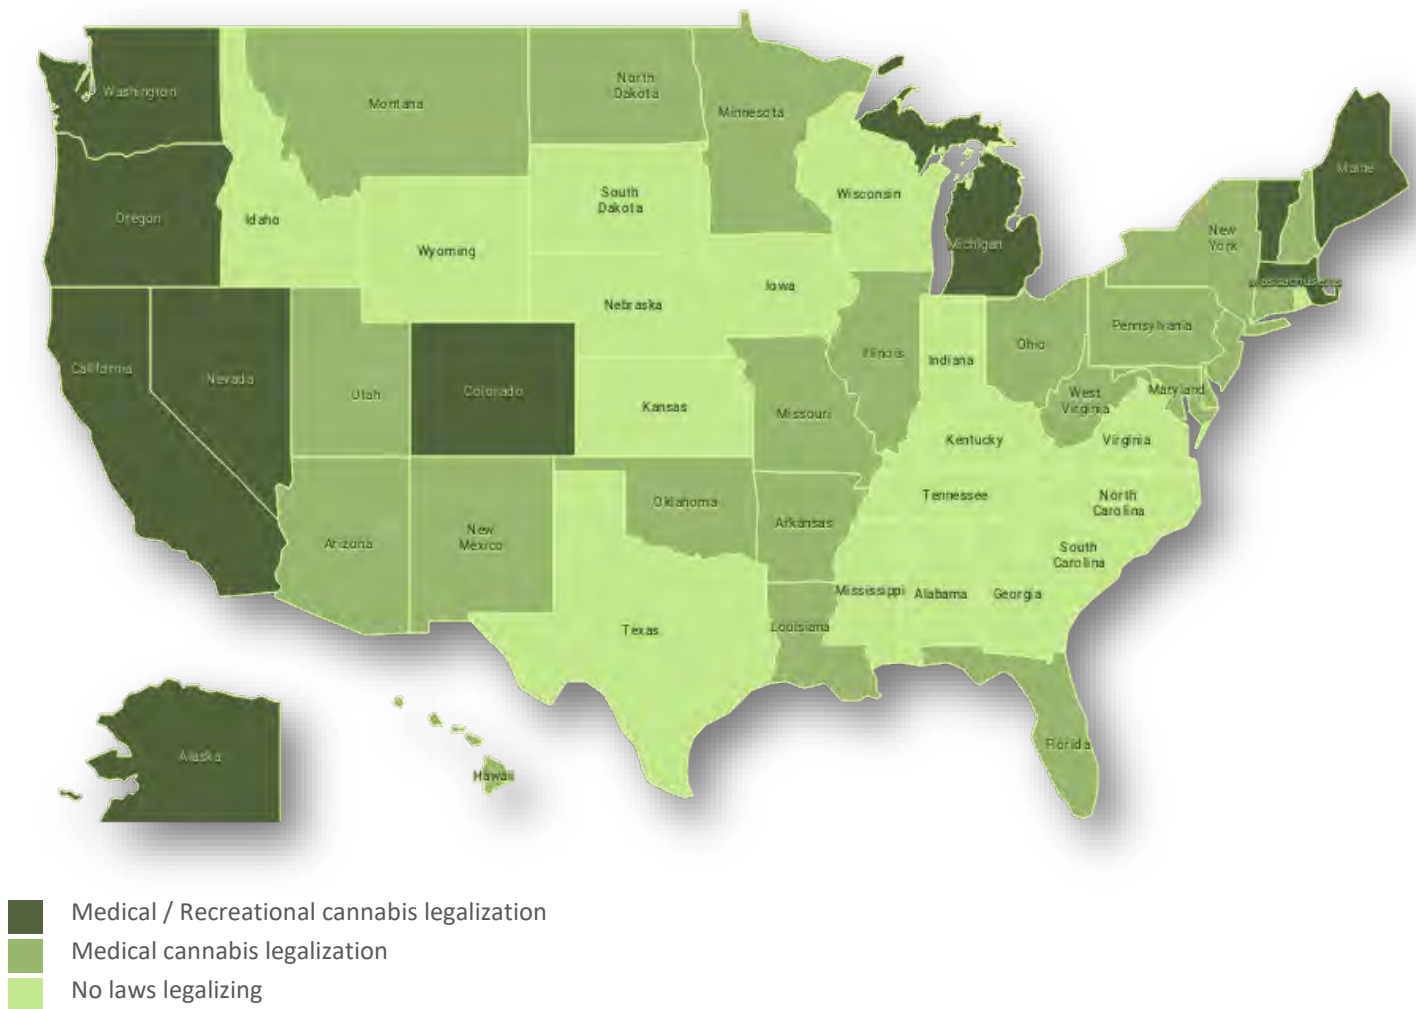 Washington
Montana
North
Dakota
Minnesota
Maine
Oregon
Idaho
South
Dakota
Wisconsin
Michigan
New
York
Wyoming
Massachusetts
Iowa
Nebraska
Pennsylvania
California
Nevada
Utah
Colorado
Illinois
Indiana
Ohio
West
Virginia
Maryland
Kansas
Missouri
Kentucky
Virginia
Oklahoma
Tennessee
North
Carolina
Arizona
New
Mexico
Arkansas
South
Carolina
Mississippi
Alabama
Georgia
Texas
Louisiana
Florida
Alaska
Hawaii
Medical / Recreational cannabis legalization
Medical cannabis legalization
No laws legalizing